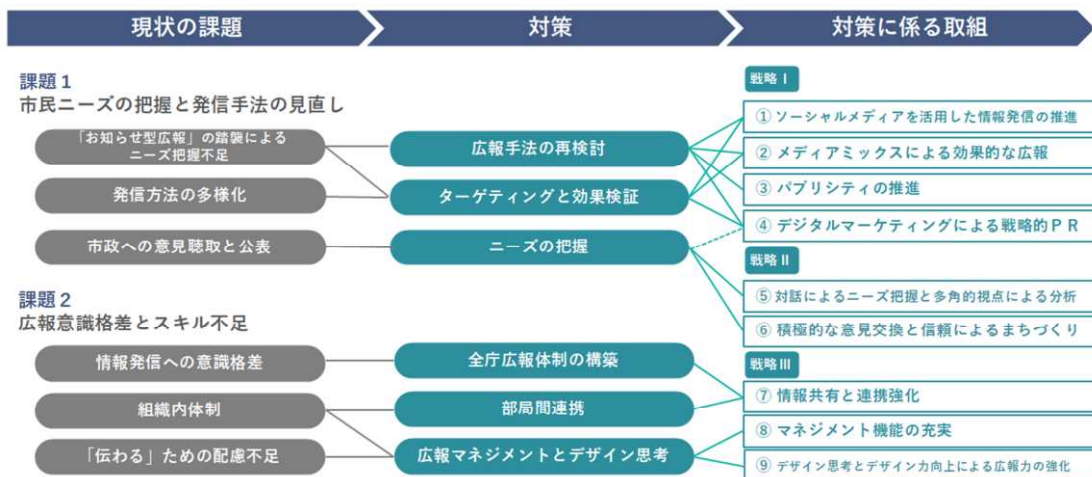 現状の課題
対策
対策に係る取組
課題1
市民ニーズの把握と発信手法の見直し
「お知らせ型広報」の踏襲による
ニーズ把握不足
発信方法の多様化
市政への意見聴取と公表
広報手法の再検討
ターゲティングと効果検証
ニーズの把握
戦略Ⅰ
①ソーシャルメディアを活用した情報発信の推進
②メディアミックスによる効果的な広報
③パブリシティの推進
④デジタルマーケティングによる戦略的PR
戦略Ⅱ
⑤対話によるニーズ把握と多角的視点による分析
⑥積極的な意見交換と信頼によるまちづくり
課題2
広報意識格差とスキル不足
情報発信への意識格差
組織内体制
「伝わる」ための配慮不足
全庁広報体制の構築
部局間連携
広報マネジメントとデザイン思考
戦略Ⅲ
⑦情報共有と連携強化
⑧マネジメント機能の充実
⑨デザイン思考とデザイン力向上による広報力の強化